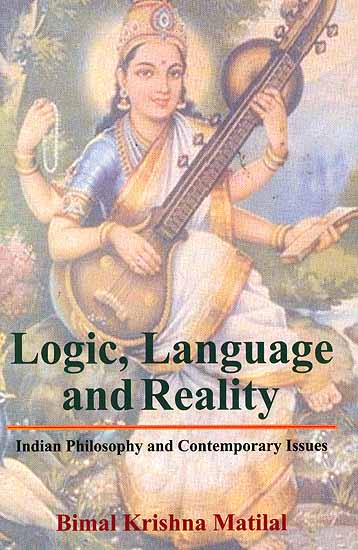 Logic, Language
and Reality
Indian Philosophy and Contemporary Issues
Bimal Krishna Matilal